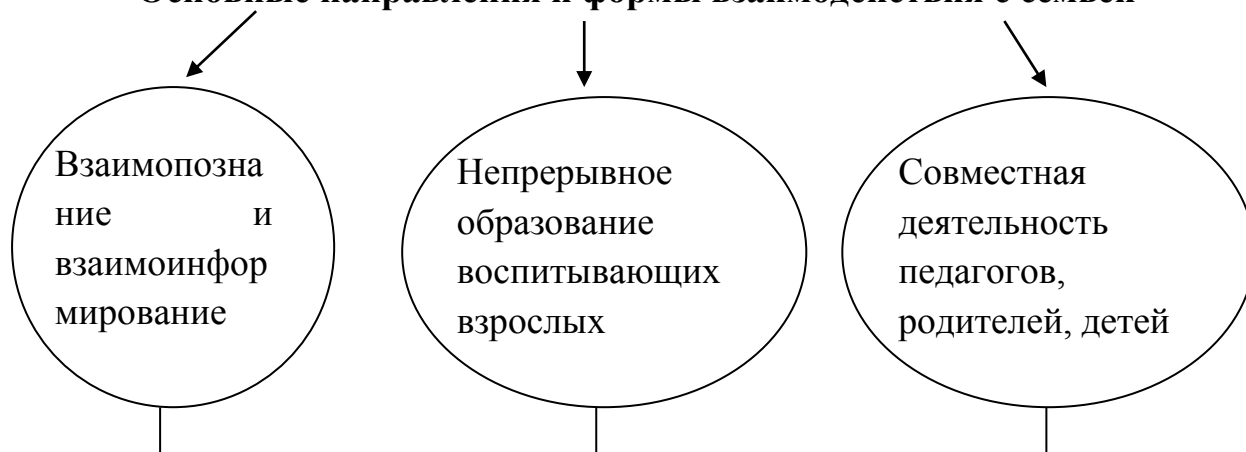 Основные направления и формы взаимодействия с семьей
Взаимопозна
ние и
взаимоинфор
мирование
Непрерывное
образование
воспитывающих
взрослых
Совместная
деятельность
педагогов,
родителей, детей